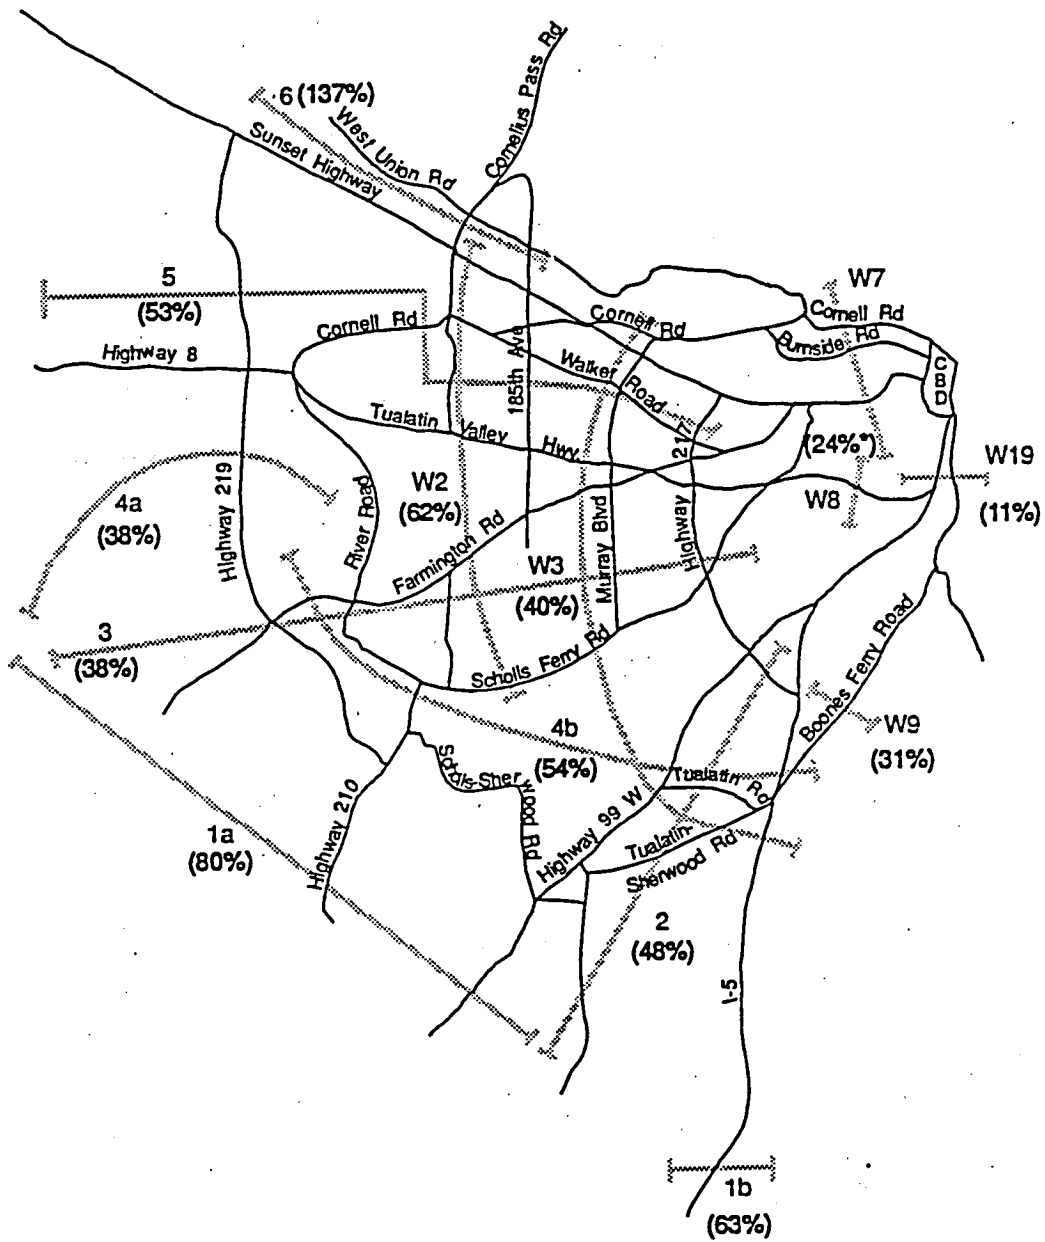 Cornelius Pass Rd
6 (137%)
West Union Rd
Sunset Highway
5
(53%)
W7
Cornell Rd
Cornell Rd
Cornell Rd
Burnside Rd
Highway 8
185th Ave
Walker Road
CBD
Tualatin Valley Hwy.
217
Highway
(24%*)
W19
(11%)
W8
W2
(62%)
4a
(38%)
Highway 219
River Road
Farmington Rd
Murray Blvd
W3
(40%)
3
(38%)
Scholls Ferry Rd
Boones Ferry Road
4b
(54%)
W9
(31%)
Scholls-Sherwood Rd
Tualatin Rd
Highway 99 W
Tualatin-
Sherwood Rd
Highway 210
1a
(80%)
2
(48%)
I-5
1b
(63%)